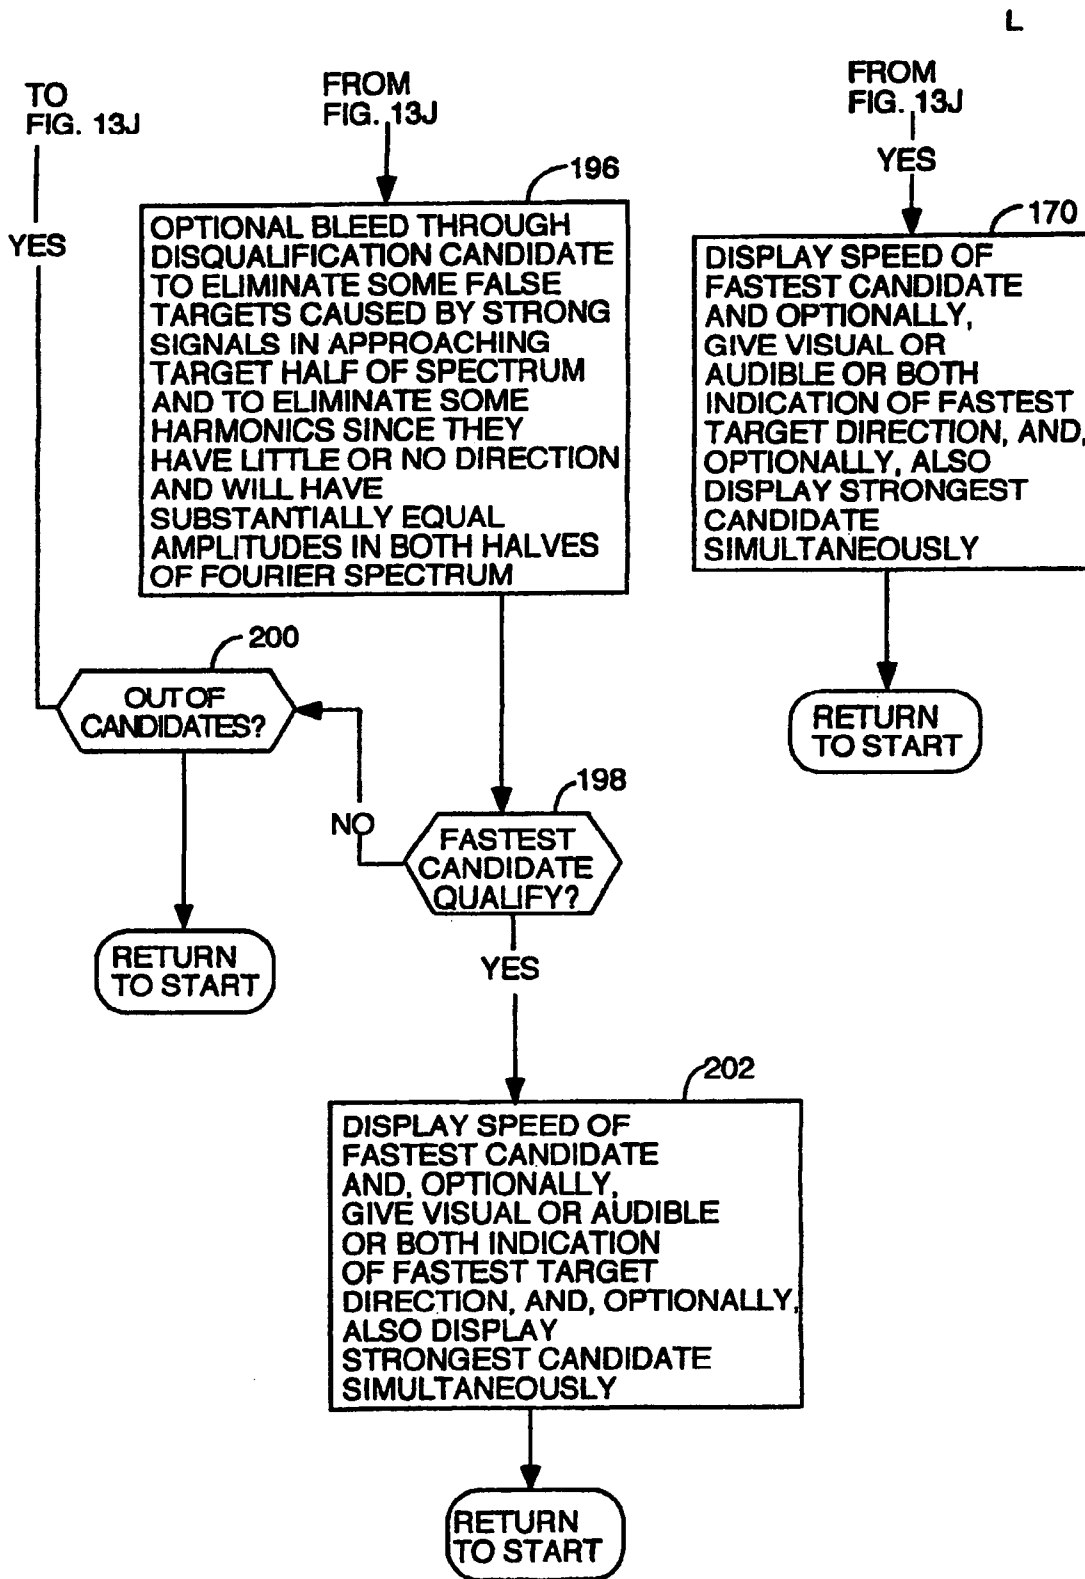 L
TO
FIG. 13J
FROM
FIG. 13J
FROM
FIG. 13J
YES
YES
196
OPTIONAL BLEED THROUGH
DISQUALIFICATION CANDIDATE
TO ELIMINATE SOME FALSE
TARGETS CAUSED BY STRONG
SIGNALS IN APPROACHING
TARGET HALF OF SPECTRUM
AND TO ELIMINATE SOME
HARMONICS SINCE THEY
HAVE LITTLE OR NO DIRECTION
AND WILL HAVE
SUBSTANTIALLY EQUAL
AMPLITUDES IN BOTH HALVES
OF FOURIER SPECTRUM
170
DISPLAY SPEED OF
FASTEST CANDIDATE
AND OPTIONALLY,
GIVE VISUAL OR
AUDIBLE OR BOTH
INDICATION OF FASTEST
TARGET DIRECTION, AND,
OPTIONALLY, ALSO
DISPLAY STRONGEST
CANDIDATE
SIMULTANEOUSLY
200
OUT OF
CANDIDATES?
RETURN
TO START
198
NO
FASTEST
CANDIDATE
QUALIFY?
RETURN
TO START
YES
202
DISPLAY SPEED OF
FASTEST CANDIDATE
AND, OPTIONALLY,
GIVE VISUAL OR AUDIBLE
OR BOTH INDICATION
OF FASTEST TARGET
DIRECTION, AND, OPTIONALLY,
ALSO DISPLAY
STRONGEST CANDIDATE
SIMULTANEOUSLY
RETURN
TO START